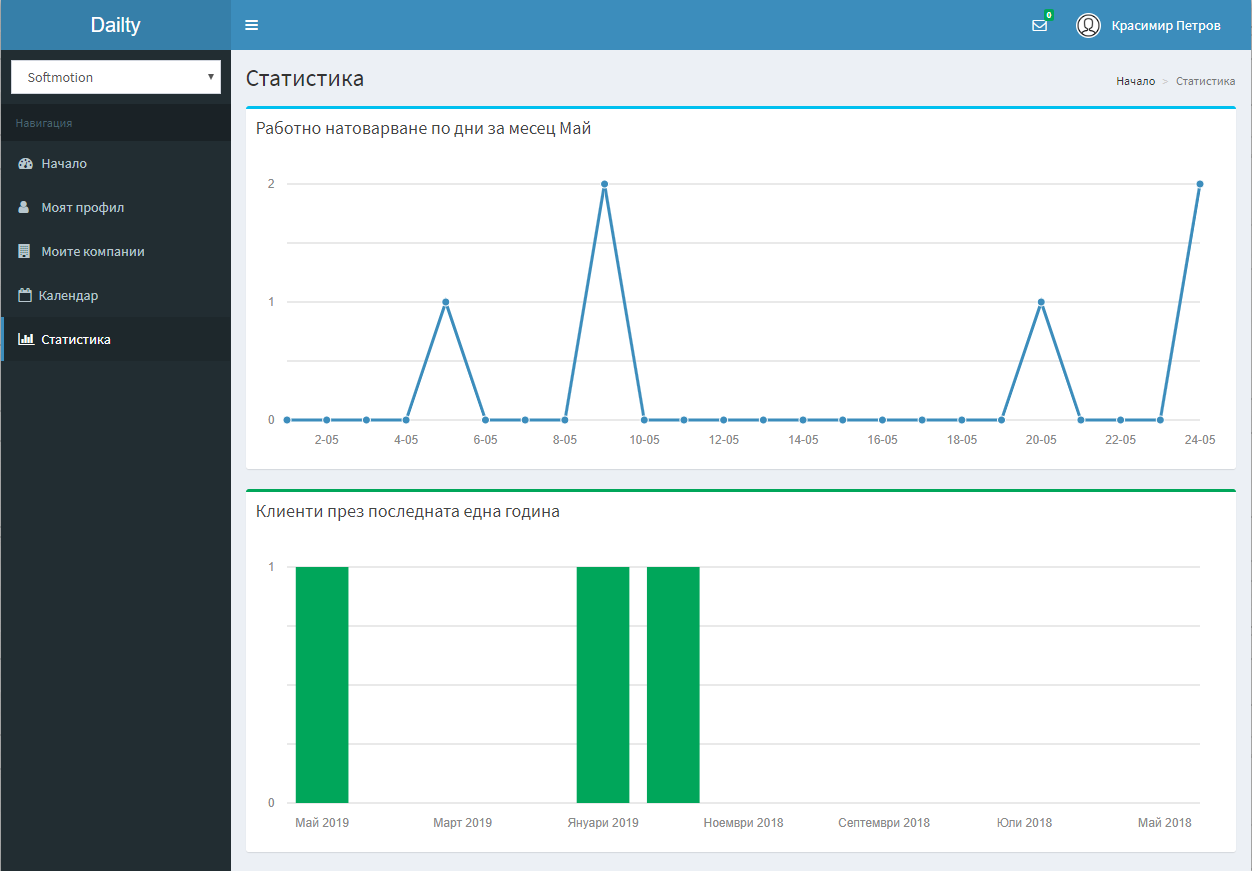 Dailty
0
Красимир Петров
Softmotion
Навигация
Начало
Моят профил
Моите компании
Календар
Статистика
Статистика
Начало > Статистика
Работно натоварване по дни за месец Май
2
1
0
2-05 4-05 6-05 8-05 10-05 12-05 14-05 16-05 18-05 20-05 22-05 24-05
Клиенти през последната една година
1
0
Май 2019 Март 2019 Януари 2019 Ноември 2018 Септември 2018 Юли 2018 Май 2018